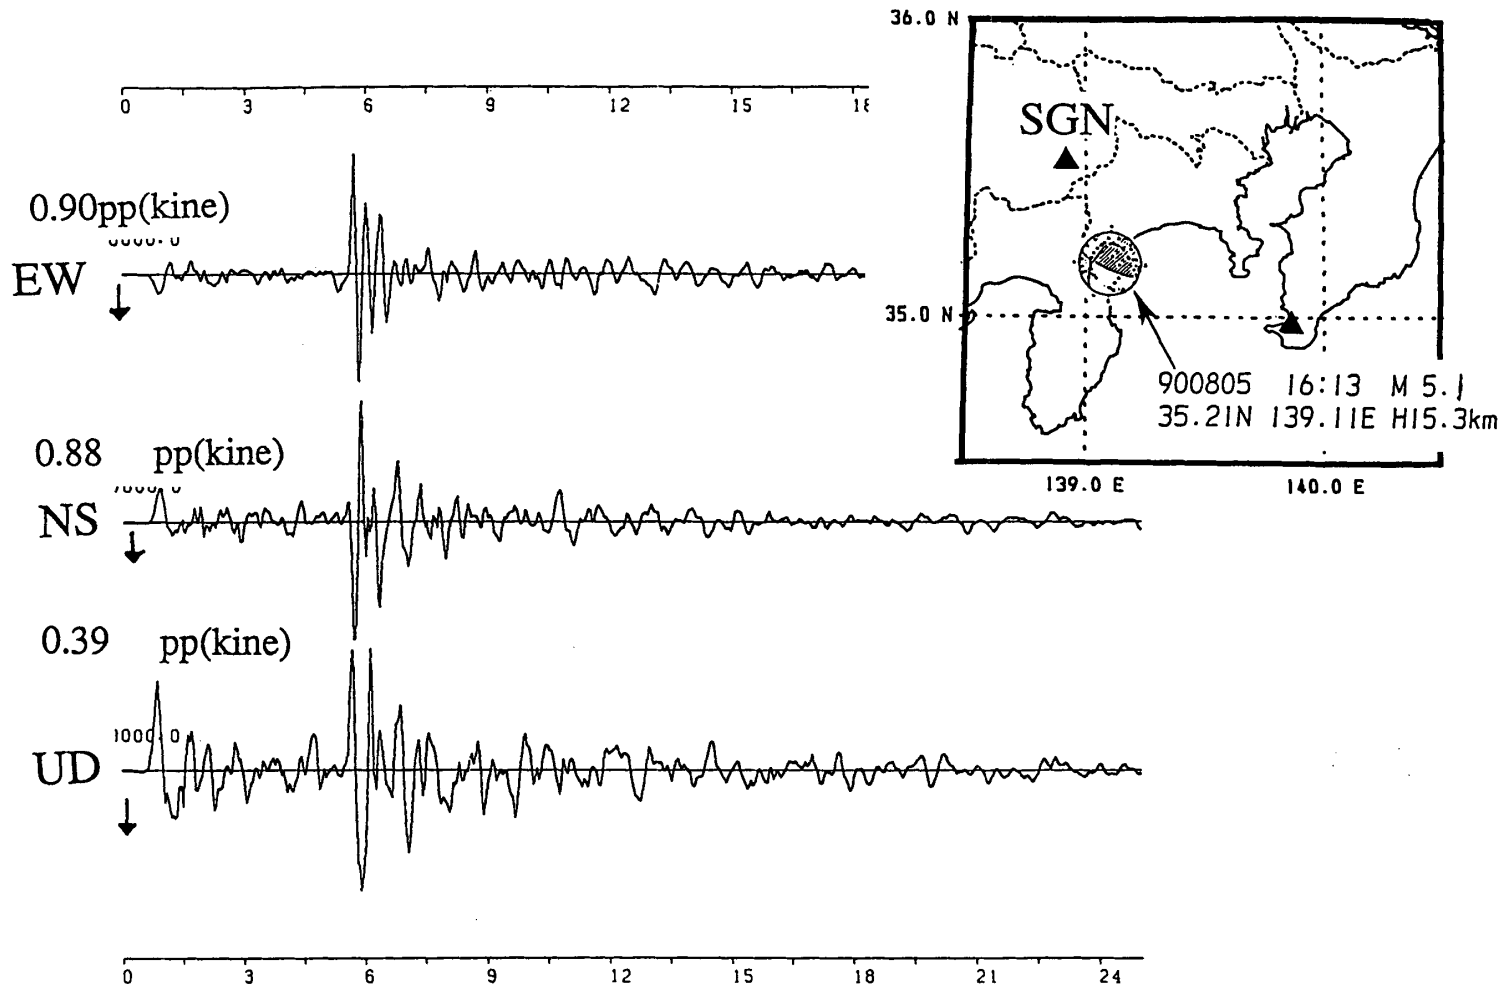 0 3 6 9 12 15 18
0.90pp(kine)
EW
0.88 pp(kine)
NS
0.39 pp(kine)
UD
0 3 6 9 12 15 18 21 24
36.0 N
SGN
35.0 N
900805 16:13 M 5.1
35.21N 139.11E H15.3km
139.0 E 140.0 E